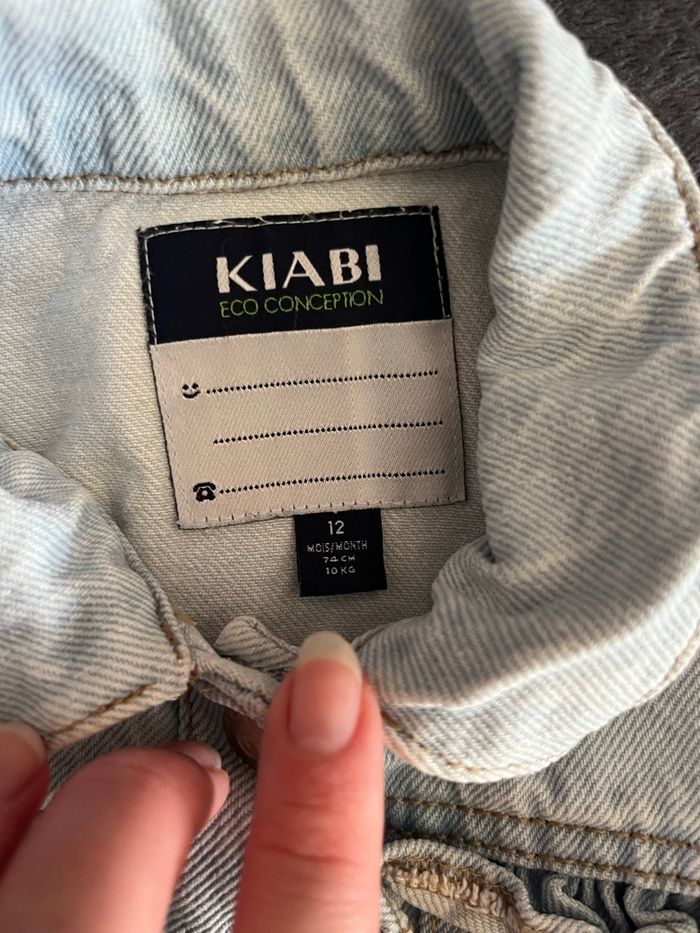 KIABI
ECO CONCEPTION
12
MOIS/MONTH
74 CM
10 KG